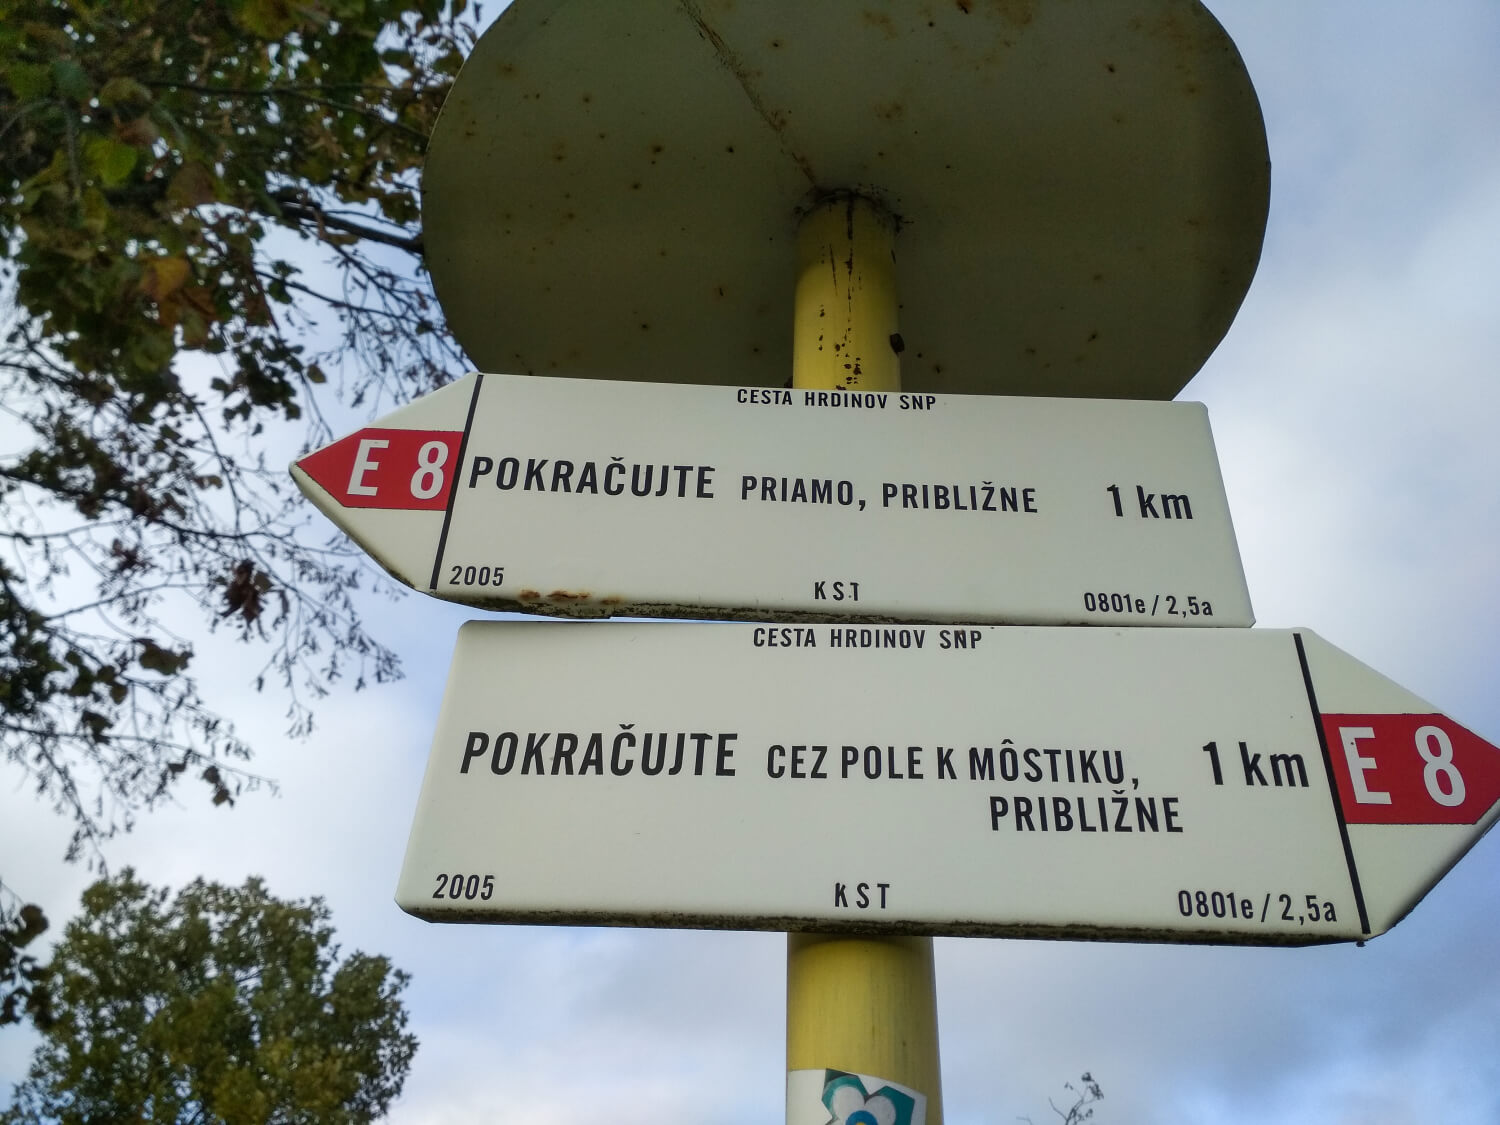 CESTA HRDINOV SNP
E 8 POKRAČUJTE PRIAMO, PRIBLIŽNE 1 km
2005 KST 0801e / 2,5a
CESTA HRDINOV SNP
POKRAČUJTE CEZ POLE K MÔSTIKU, 1 km E 8
PRIBLIŽNE
2005 KST 0801e / 2,5a